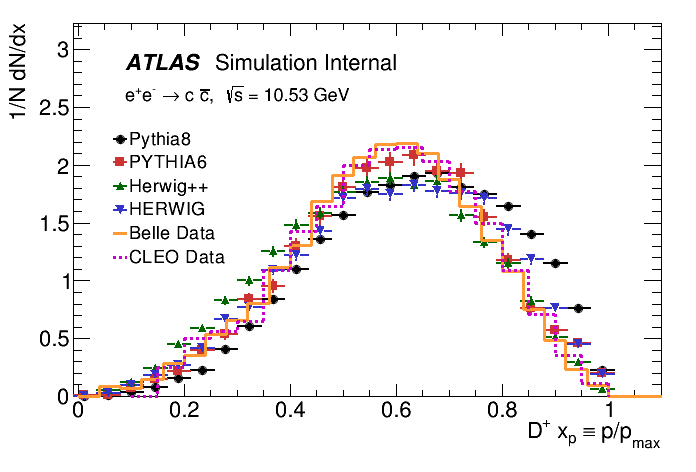 1/N dN/dx
3
2.5
2
1.5
1
0.5
0
ATLAS Simulation Internal
e⁺e⁻ → c c̅, √s = 10.53 GeV
Pythia8
PYTHIA6
Herwig++
HERWIG
Belle Data
CLEO Data
0 0.2 0.4 0.6 0.8 1
D⁺ xₚ ≡ p/p_max